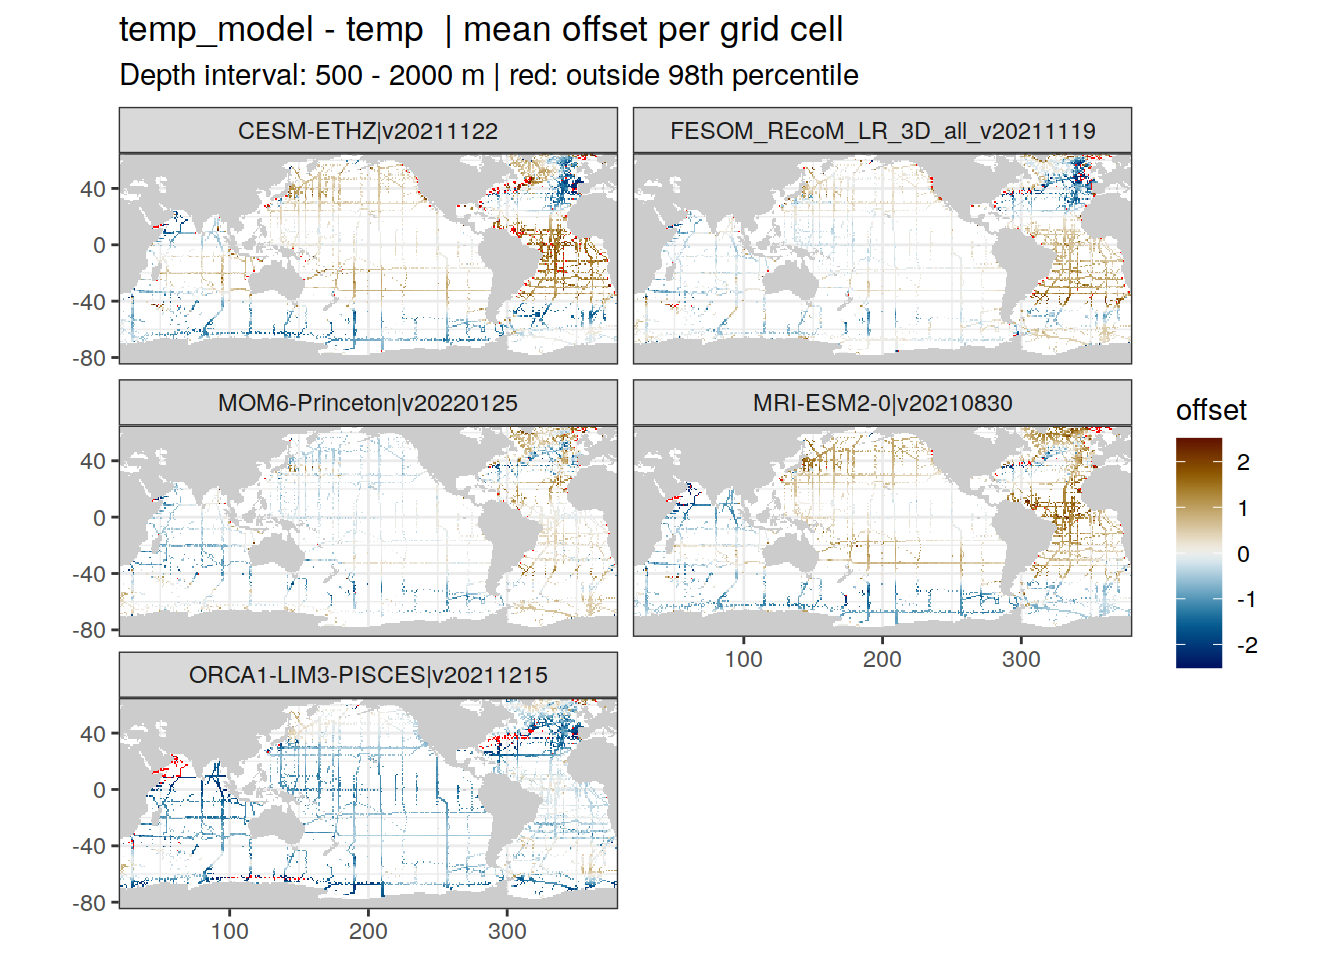 temp_model - temp  | mean offset per grid cell
Depth interval: 500 - 2000 m | red: outside 98th percentile
CESM-ETHZ|v20211122
FESOM_REcoM_LR_3D_all_v20211119
40
0
-40
-80
MOM6-Princeton|v20220125
MRI-ESM2-0|v20210830
40
0
-40
-80
100
200
300
ORCA1-LIM3-PISCES|v20211215
40
0
-40
-80
100
200
300
offset
2
1
0
-1
-2